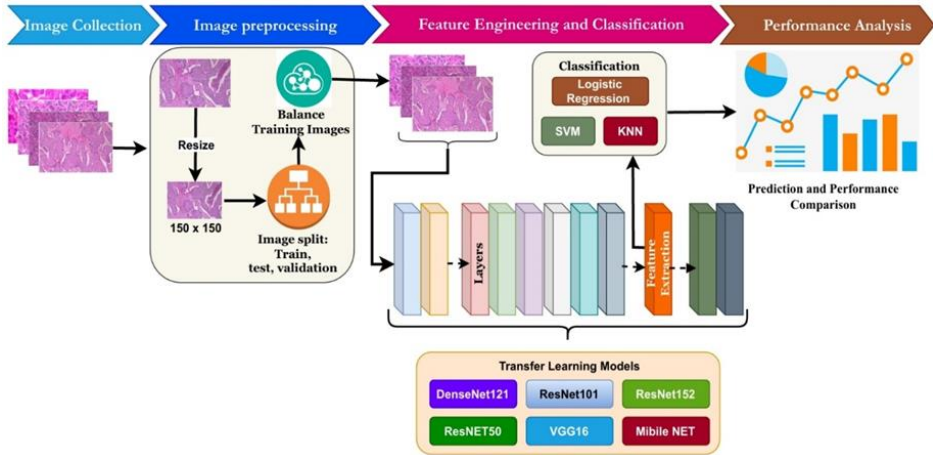 Image Collection
Image preprocessing
Feature Engineering and Classification
Performance Analysis
Resize
150 x 150
Balance
Training Images
Image split:
Train,
test, validation
Classification
Logistic
Regression
SVM
KNN
Prediction and Performance
Comparison
Layers
Feature
Extraction
Transfer Learning Models
DenseNet121
ResNet101
ResNet152
ResNET50
VGG16
Mibile NET